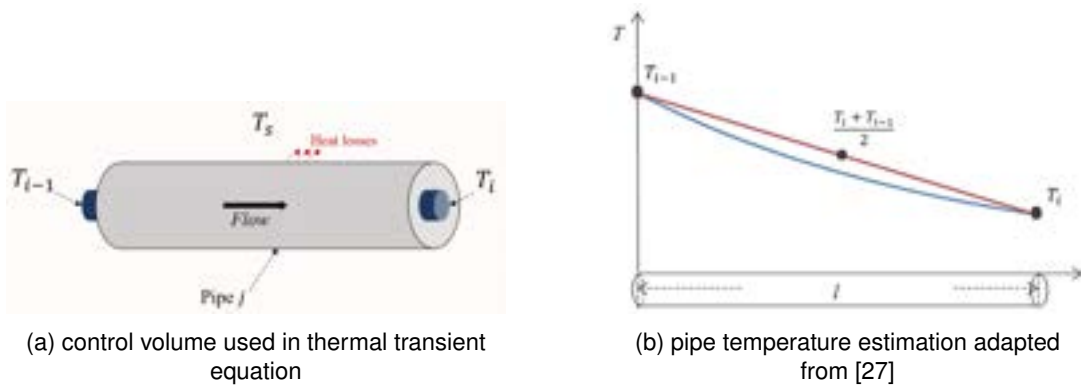 T_s
Heat losses
T_{i-1}
T_i
Flow
Pipe j
(a) control volume used in thermal transient
equation
T
T_{i-1}
\frac{T_i + T_{i-1}}{2}
T_i
l
(b) pipe temperature estimation adapted
from [27]